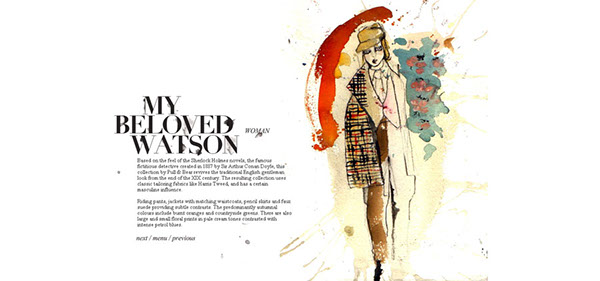 MY
BELOVED
WATSON
WOMAN
Based on the feel of the Sherlock Holmes novels, the famous
fictitious detective created in 1887 by Sir Arthur Conan Doyle, this
collection by Pull & Bear revives the traditional English gentleman
look from the end of the XIX century. The resulting collection uses
classic tailoring fabrics like Harris Tweed, and has a certain
masculine influence.
Riding pants, jackets with matching waistcoats, pencil skirts and faux
suede providing subtle contrasts. The predominantly autumnal
colours include burnt oranges and countryside greens. There are also
large and small floral prints in pale cream tones contrasted with
intense petrol blues.
next / menu / previous